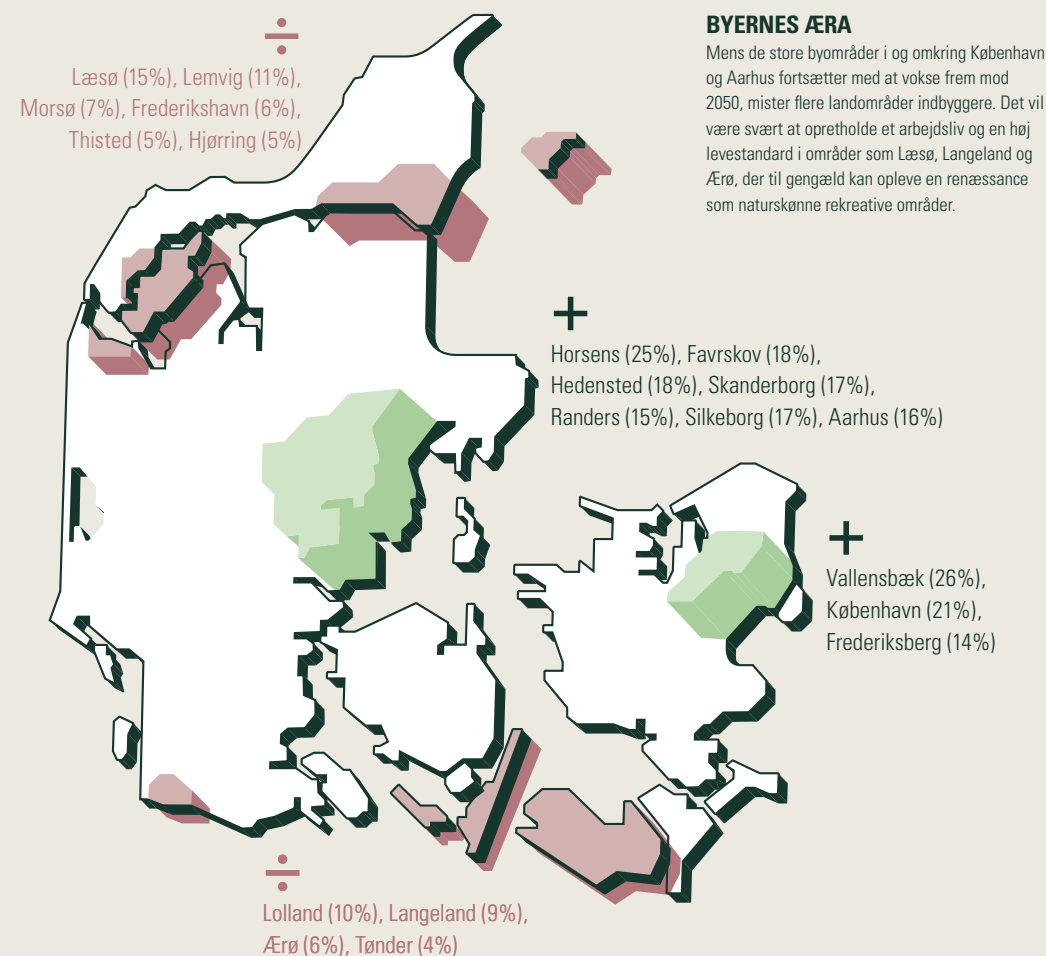 BYERNES ÆRA
Mens de store byområder i og omkring København
og Aarhus fortsætter med at vokse frem mod
2050, mister flere landområder indbyggere. Det vil
være svært at opretholde et arbejdsliv og en høj
levestandard i områder som Læsø, Langeland og
Ærø, der til gengæld kan opleve en renæssance
som naturskønne rekreative områder.
÷
Læsø (15%), Lemvig (11%),
Morsø (7%), Frederikshavn (6%),
Thisted (5%), Hjørring (5%)
+
Horsens (25%), Favrskov (18%),
Hedensted (18%), Skanderborg (17%),
Randers (15%), Silkeborg (17%), Aarhus (16%)
+
Vallensbæk (26%),
København (21%),
Frederiksberg (14%)
÷
Lolland (10%), Langeland (9%),
Ærø (6%), Tønder (4%)